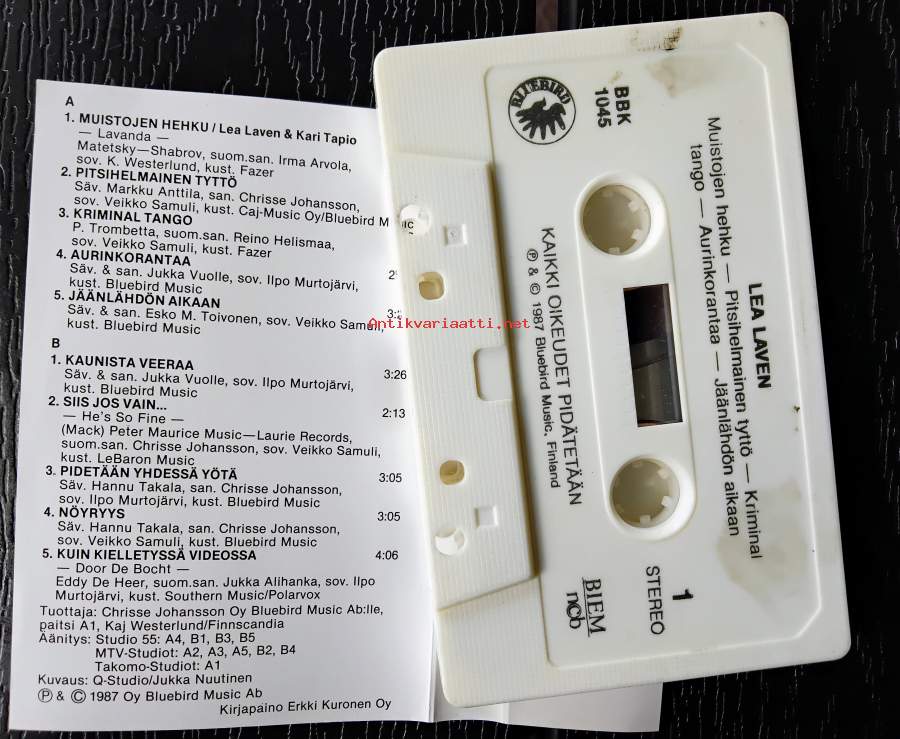 A
1. MUISTOJEN HEHKU / Lea Laven & Kari Tapio
— Lavanda —
Matetsky—Shabrov, suom.san. Irma Arvola,
sov. K. Westerlund, kust. Fazer
2. PITSIHELMAINEN TYTTÖ
Säv. Markku Anttila, san. Chrisse Johansson,
sov. Veikko Samuli, kust. Caj-Music Oy/Bluebird M
3. KRIMINAL TANGO
P. Trombetta, suom.san. Reino Helismaa,
sov. Veikko Samuli, kust. Fazer
4. AURINKORANTAA
Säv. & san. Jukka Vuolle, sov. Ilpo Murtojärvi,
kust. Bluebird Music
5. JÄÄNLÄHDÖN AIKAAN
Säv. & san. Esko M. Toivonen, sov. Veikko Samuli,
kust. Bluebird Music
B
1. KAUNISTA VEERAA 3:26
Säv. & san. Jukka Vuolle, sov. Ilpo Murtojärvi,
kust. Bluebird Music
2. SIIS JOS VAIN... 2:13
— He's So Fine —
(Mack) Peter Maurice Music—Laurie Records,
suom.san. Chrisse Johansson, sov. Veikko Samuli,
kust. LeBaron Music
3. PIDETÄÄN YHDESSÄ YÖTÄ 3:05
Säv. Hannu Takala, san. Chrisse Johansson,
sov. Ilpo Murtojärvi, kust. Bluebird Music
4. NÖYRYYS 3:05
Säv. Hannu Takala, san. Chrisse Johansson,
sov. Veikko Samuli, kust. Bluebird Music
5. KUIN KIELLETYSSÄ VIDEOSSA 4:06
— Door De Bocht —
Eddy De Heer, suom.san. Jukka Alihanka, sov. Ilpo
Murtojärvi, kust. Southern Music/Polarvox
Tuottaja: Chrisse Johansson Oy Bluebird Music Ab:lle,
paitsi A1, Kaj Westerlund/Finnscandia
Äänitys: Studio 55: A4, B1, B3, B5
MTV-Studiot: A2, A3, A5, B2, B4
Takomo-Studiot: A1
Kuvaus: Q-Studio/Jukka Nuutinen
Ⓟ & © 1987 Oy Bluebird Music Ab
Kirjapaino Erkki Kuronen Oy
Antikvariaatti.net
LEA LAVEN
Muistojen hehku — Pitsihelmainen tyttö — Kriminal
tango — Aurinkorantaa — Jäänlähdön aikaan
BLUEBIRD
BBK
1045
1
STEREO
KAIKKI OIKEUDET PIDÄTETÄÄN
Ⓟ & © 1987 Bluebird Music, Finland
BIEM
ncb